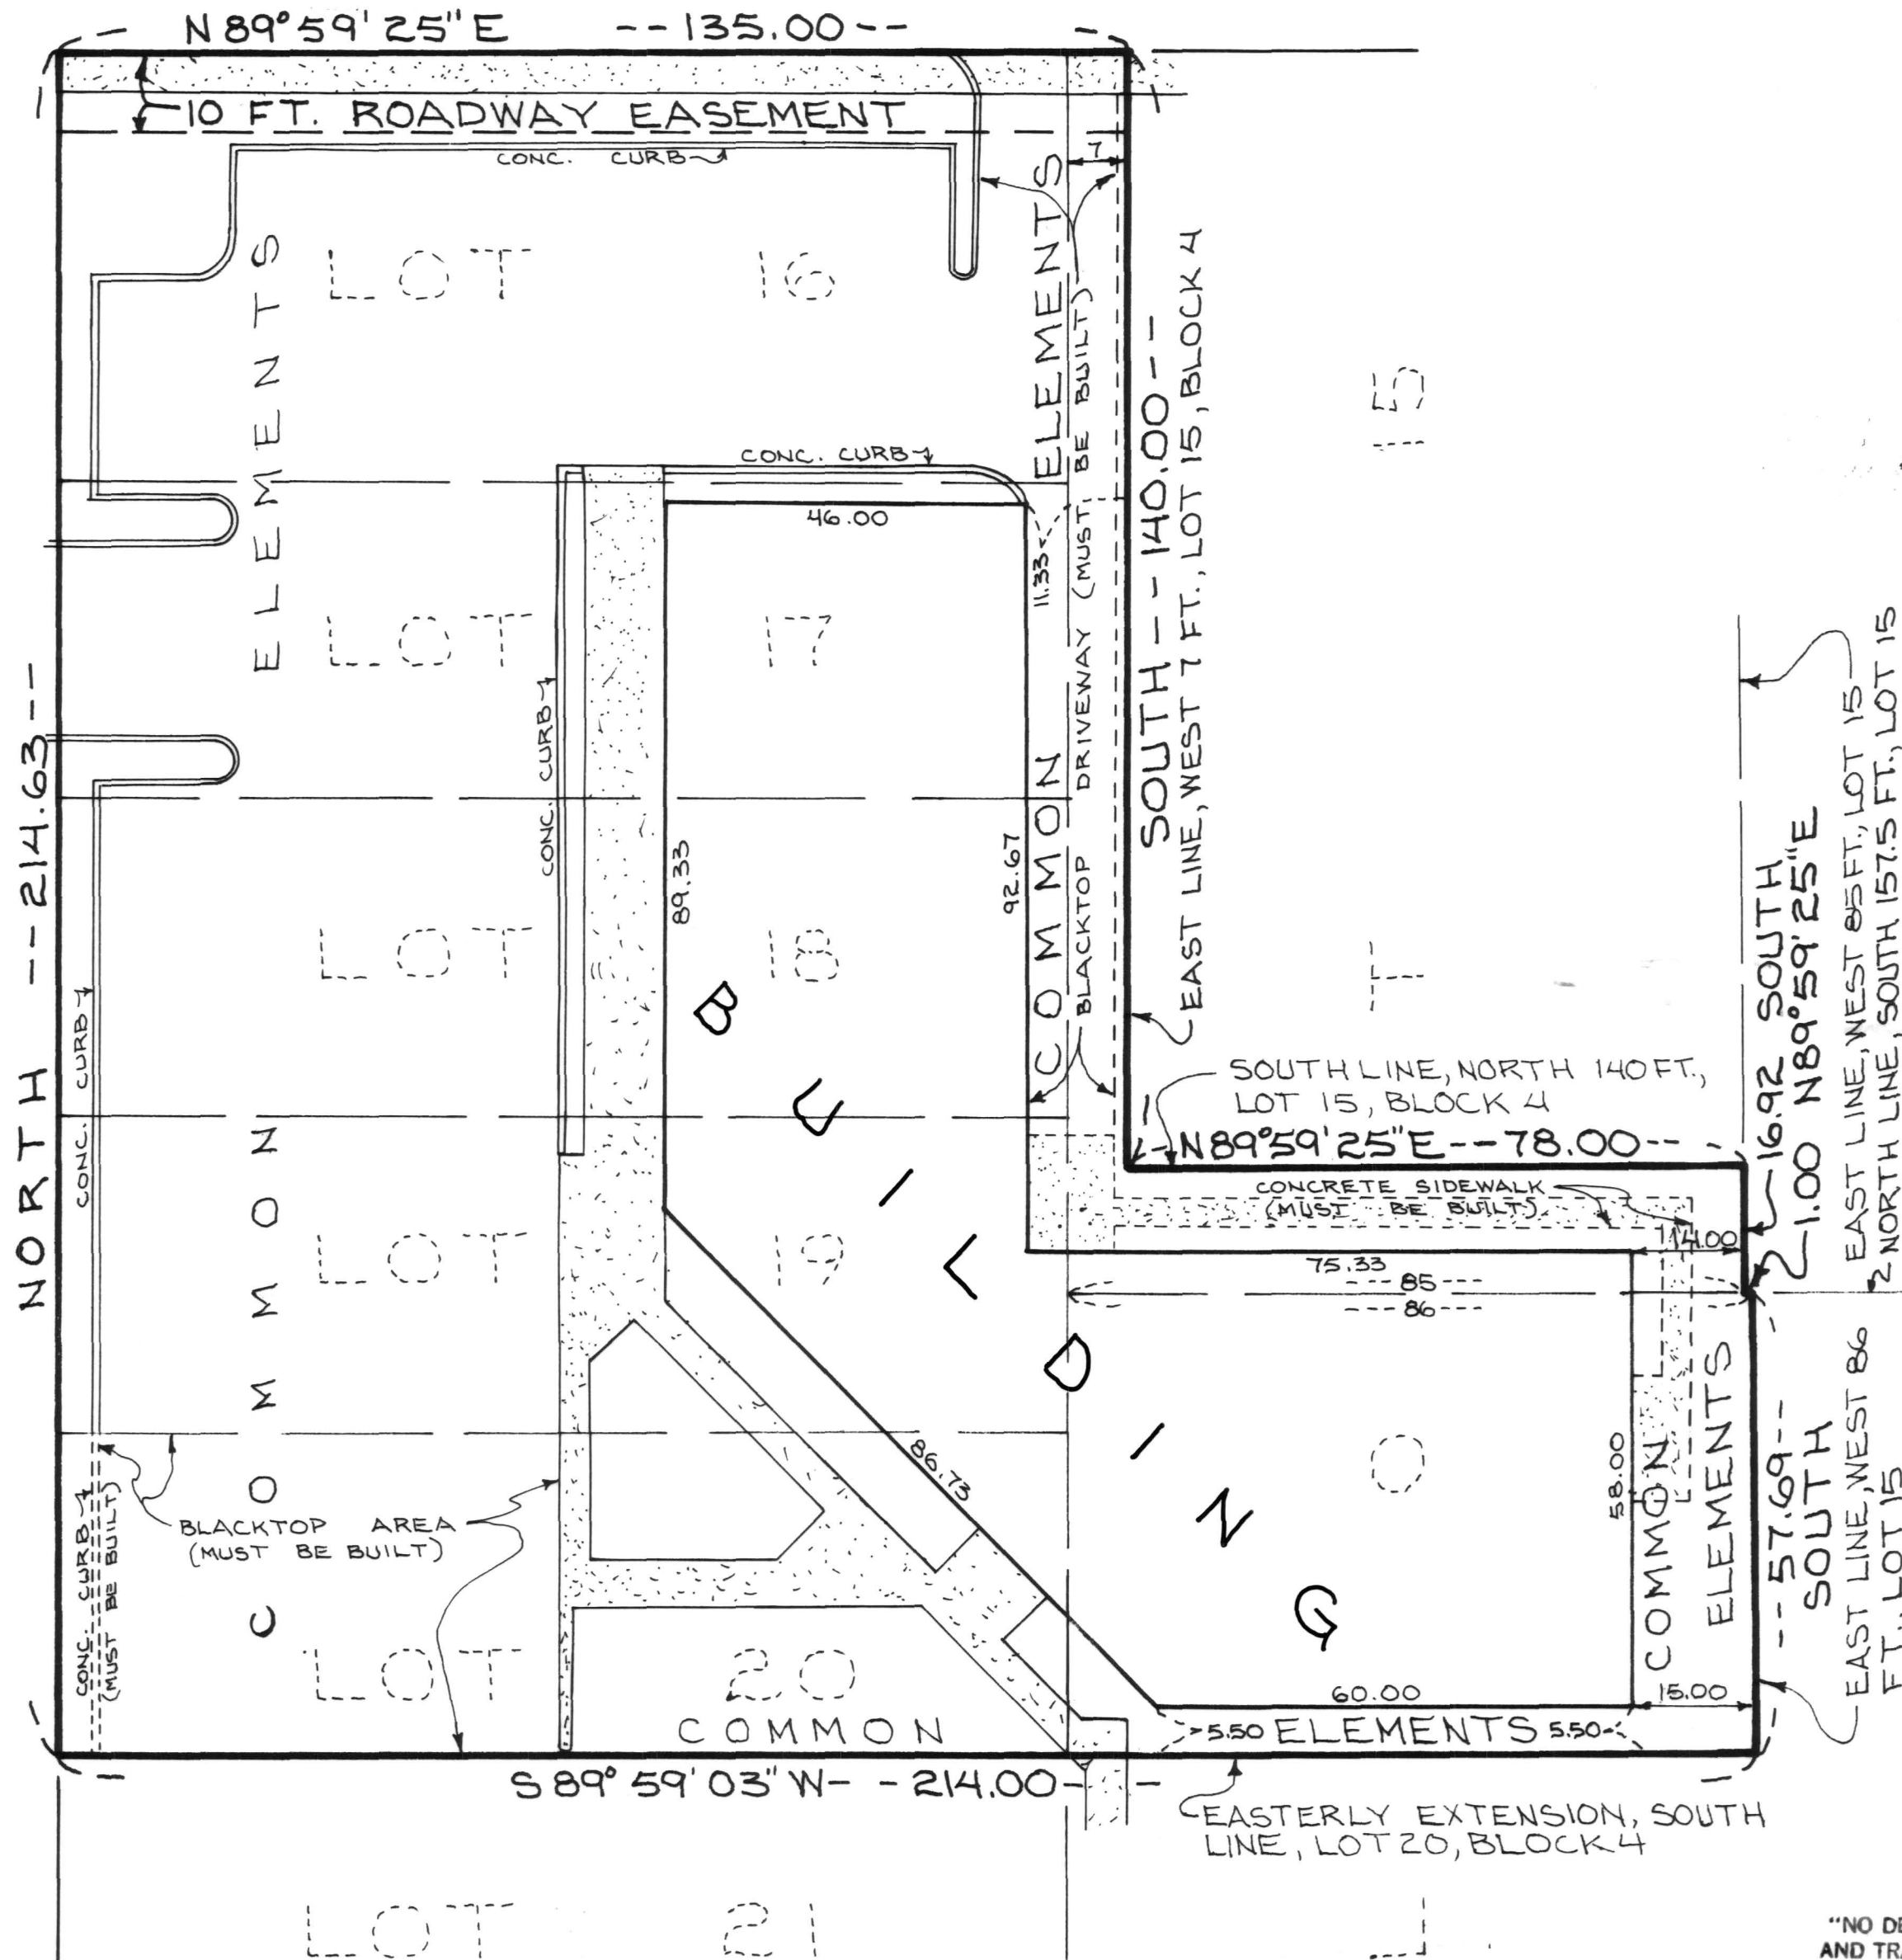 N 89° 59' 25" E -- 135.00 --
10 FT. ROADWAY EASEMENT
CONC. CURB
7
ELEMENTS
ELEMENTS
LOT 16
15
CONC. CURB
46.00
11.33
BLACKTOP DRIVEWAY (MUST BE BUILT)
SOUTH -- 140.00 --
EAST LINE, WEST 7 FT., LOT 15, BLOCK 4
LOT 17
NORTH -- 214.63 --
CONC. CURB
89.33
92.67
COMMON
LOT 18
CONC. CURB
LOT
BUILDING
SOUTH LINE, NORTH 140 FT.,
LOT 15, BLOCK 4
N 89° 59' 25" E -- 78.00 --
16.92 SOUTH
1.00 N 89° 59' 25" E
EAST LINE, WEST 85 FT., LOT 15
NORTH LINE, SOUTH 157.5 FT., LOT 15
CONCRETE SIDEWALK
(MUST BE BUILT)
14.00
COMMON
LOT 19
75.33
-- 85 --
-- 86 --
86.73
58.00
COMMON
ELEMENTS
-- 57.69 --
SOUTH
EAST LINE, WEST 86
FT., LOT 15
BLACKTOP AREA
(MUST BE BUILT)
CONC. CURB
(MUST BE BUILT)
LOT 20
60.00
15.00
COMMON
5.50 ELEMENTS 5.50
S 89° 59' 03" W - - 214.00 - -
EASTERLY EXTENSION, SOUTH
LINE, LOT 20, BLOCK 4
LOT 21
"NO
AND